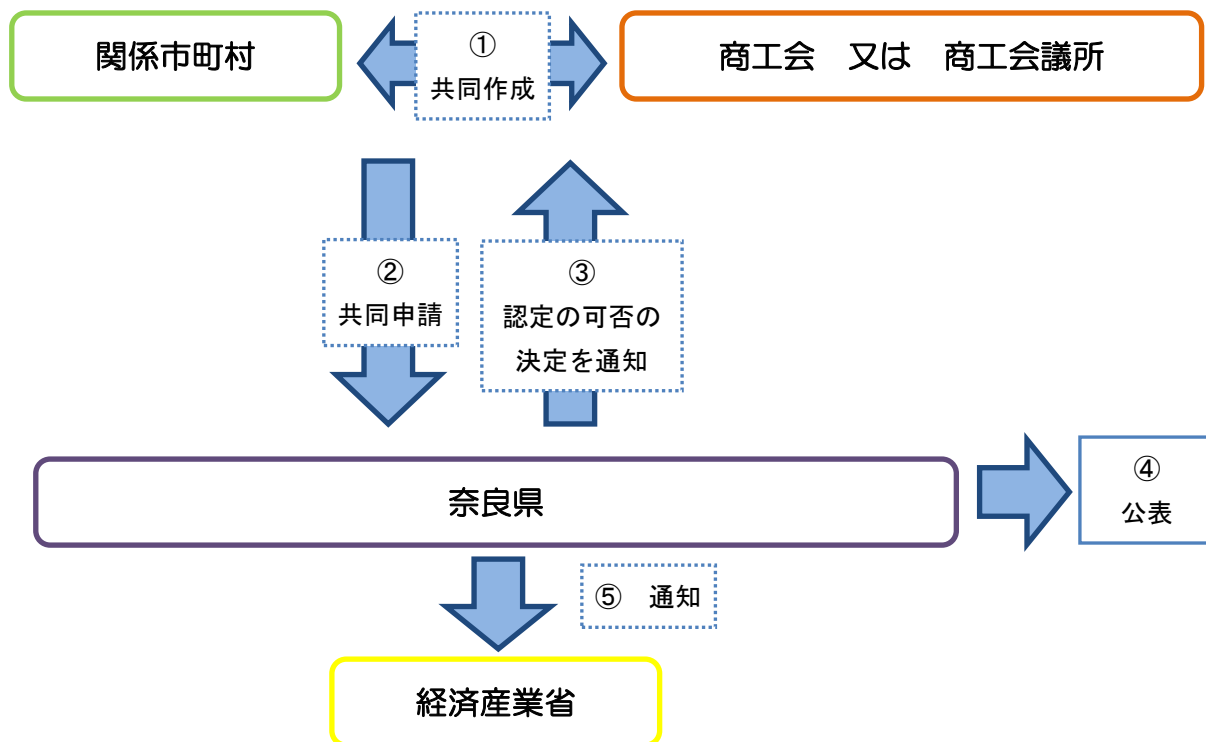 関係市町村
①
共同作成
商工会　又は　商工会議所
②
共同申請
③
認定の可否の
決定を通知
奈良県
④
公表
⑤　通知
経済産業省